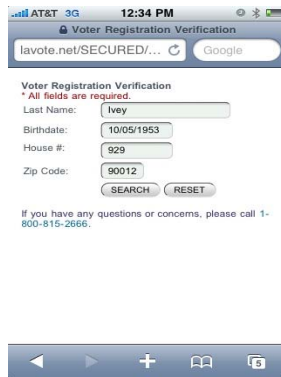 AT&T 3G 12:34 PM
Voter Registration Verification
lavote.net/SECURED/... Google
Voter Registration Verification
* All fields are required.
Last Name: Ivey
Birthdate: 10/05/1953
House #: 929
Zip Code: 90012
SEARCH RESET
If you have any questions or concerns, please call 1-
800-815-2666.
5